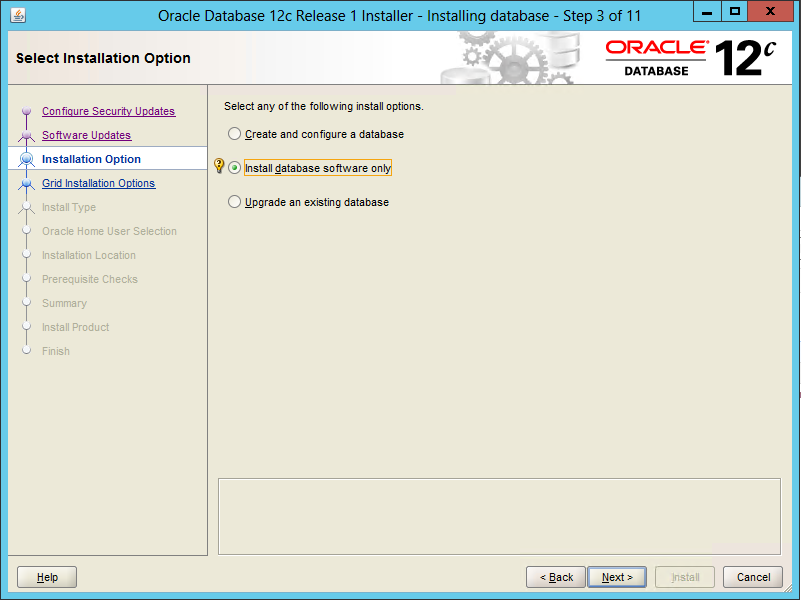 Oracle Database 12c Release 1 Installer - Installing database - Step 3 of 11
Select Installation Option
ORACLE®
DATABASE
12c
Configure Security Updates
Software Updates
Installation Option
Grid Installation Options
Install Type
Oracle Home User Selection
Installation Location
Prerequisite Checks
Summary
Install Product
Finish
Select any of the following install options.
Create and configure a database
Install database software only
Upgrade an existing database
Help
< Back
Next >
Install
Cancel